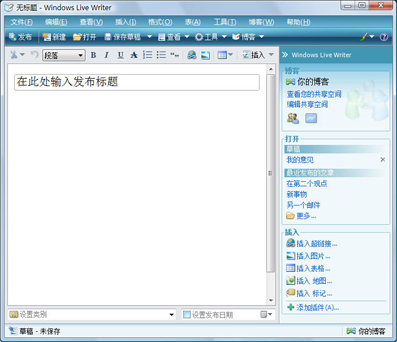 无标题 - Windows Live Writer
文件(F) 编辑(E) 查看(V) 插入(I) 格式(O) 表(A) 工具(T) 博客(W) 帮助(H)
发布 新建 打开 保存草稿 查看 工具 博客
段落 B I U A 插入
在此处输入发布标题
设置类别 设置发布日期
草稿 - 未保存
Windows Live Writer
博客
你的博客
查看您的共享空间
编辑共享空间
打开
草稿
我的意见
最近发布的文章
在第二个观点
新事物
另一个邮件
更多...
插入
插入超链接...
插入图片...
插入表格...
插入 地图...
插入 标记...
添加插件(A)...
你的博客